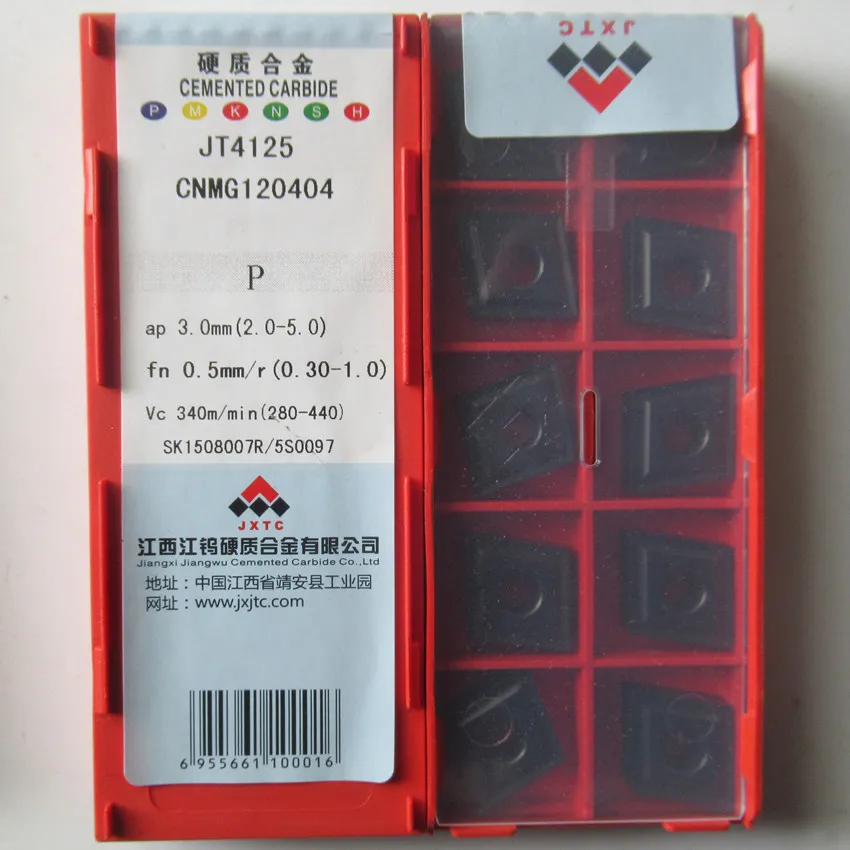 硬质合金
CEMENTED CARBIDE
P M K N S H
JT4125
CNMG120404
P
ap 3.0mm(2.0-5.0)
fn 0.5mm/r(0.30-1.0)
Vc 340m/min(280-440)
SK1508007R/5S0097
JXTC
江西江钨硬质合金有限公司
Jiangxi Jiangwu Cemented Carbide Co.,Ltd
地址：中国江西省靖安县工业园
网址：www.jxjtc.com
6 955661 100016
JXTC